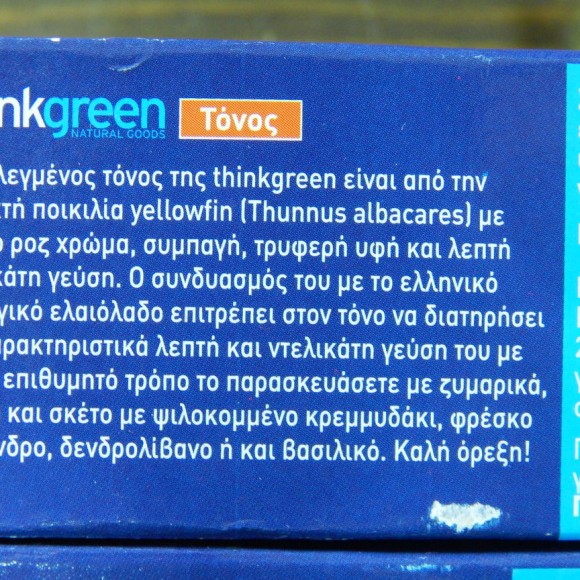 nkgreen
NATURAL GOODS
Τόνος
λεγμένος τόνος της thinkgreen είναι από την
τή ποικιλία yellowfin (Thunnus albacares) με
ροζ χρώμα, συμπαγή, τρυφερή υφή και λεπτή
κάτη γεύση. Ο συνδυασμός του με το ελληνικό
γικό ελαιόλαδο επιτρέπει στον τόνο να διατηρήσει
αρακτηριστικά λεπτή και ντελικάτη γεύση του με
επιθυμητό τρόπο το παρασκευάσετε με ζυμαρικά,
και σκέτο με ψιλοκομμένο κρεμμυδάκι, φρέσκο
νδρο, δενδρολίβανο ή και βασιλικό. Καλή όρεξη!